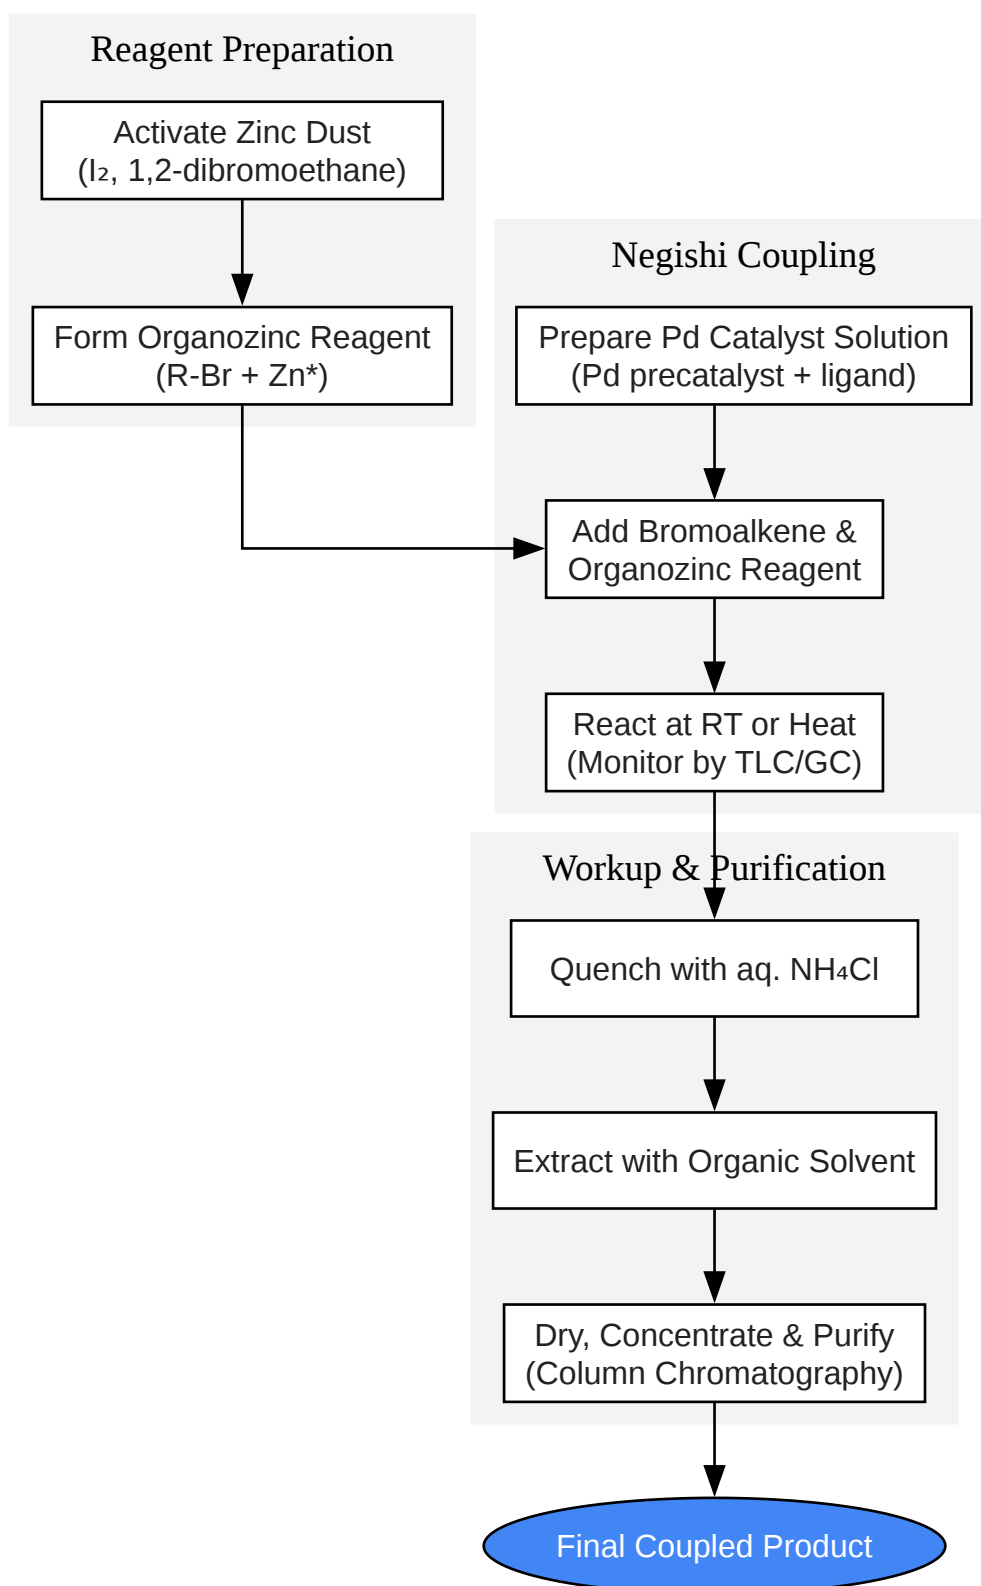 Reagent Preparation
Activate Zinc Dust
(I₂, 1,2-dibromoethane)
Form Organozinc Reagent
(R-Br + Zn*)
Negishi Coupling
Prepare Pd Catalyst Solution
(Pd precatalyst + ligand)
Add Bromoalkene &
Organozinc Reagent
React at RT or Heat
(Monitor by TLC/GC)
Workup & Purification
Quench with aq. NH₄Cl
Extract with Organic Solvent
Dry, Concentrate & Purify
(Column Chromatography)
Final Coupled Product